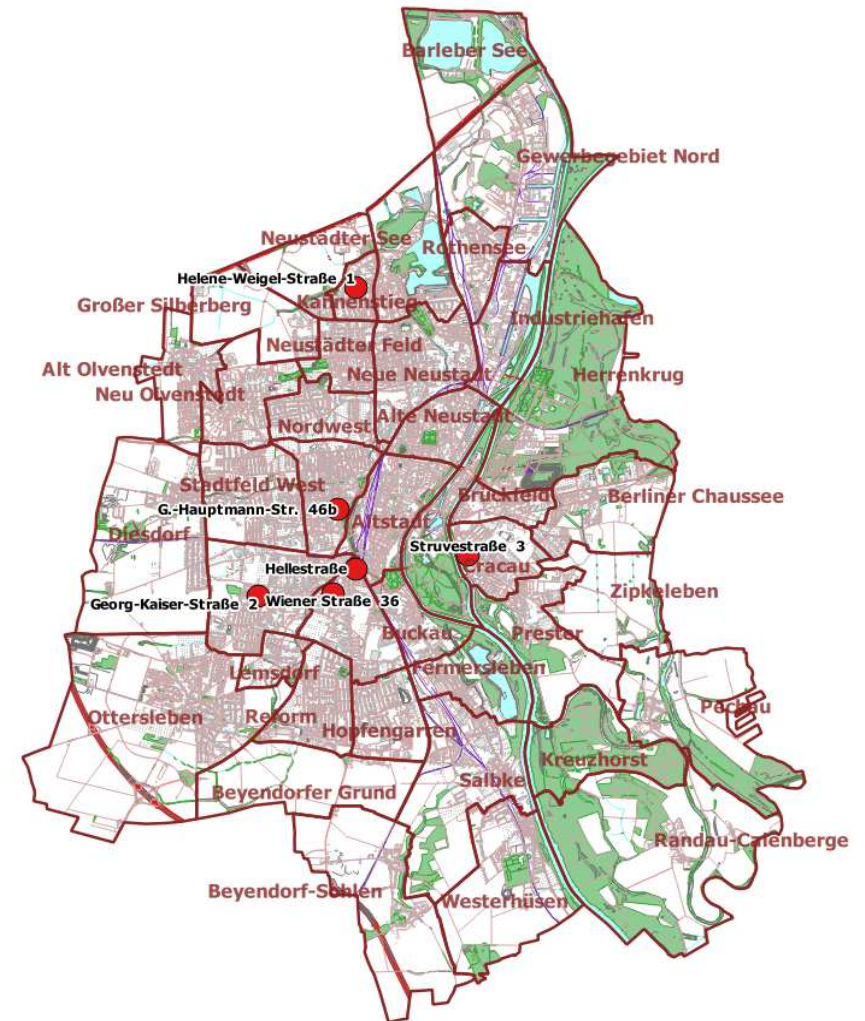 Barleber See
Gewerbegebiet Nord
Neustädter See
Rothensee
Helene-Weigel-Straße 1
Kannenstieg
Großer Silberberg
Industriehafen
Neustädter Feld
Alt Olvenstedt
Neue Neustadt
Herrenkrug
Neu Olvenstedt
Alte Neustadt
Nordwest
Stadtfeld West
Brückfeld
Berliner Chaussee
G.-Hauptmann-Str. 46b
Altstadt
Diesdorf
Struvestraße 3
Hellestraße
Cracau
Zipkeleben
Georg-Kaiser-Straße 2
Wiener Straße 36
Buckau
Prester
Fermersleben
Lemsdorf
Pechau
Ottersleben
Reform
Hopfengarten
Kreuzhorst
Salbke
Beyendorfer Grund
Randau-Calenberge
Beyendorf-Sohlen
Westerhüsen